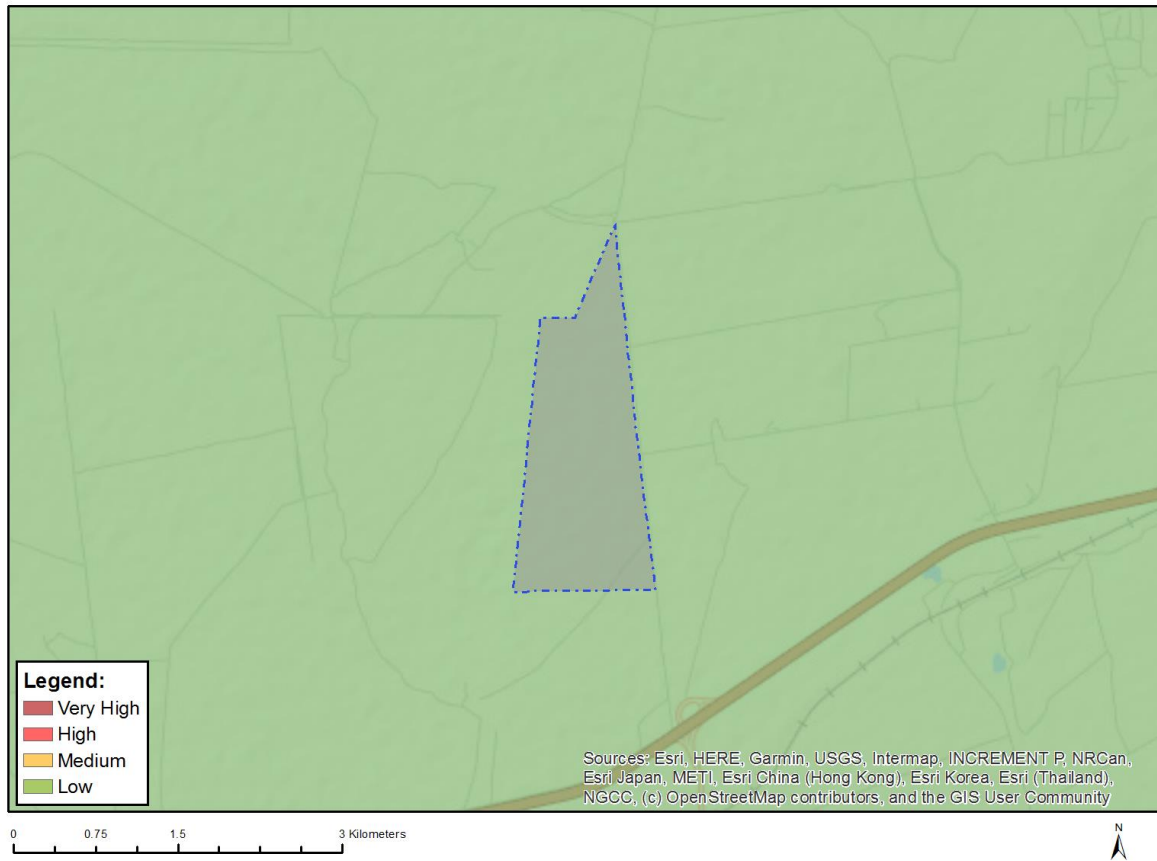 Legend:
Very High
High
Medium
Low
Sources: Esri, HERE, Garmin, USGS, Intermap, INCREMENT P, NRCan,
Esri Japan, METI, Esri China (Hong Kong), Esri Korea, Esri (Thailand),
NGCC, (c) OpenStreetMap contributors, and the GIS User Community
0 0.75 1.5 3 Kilometers
N